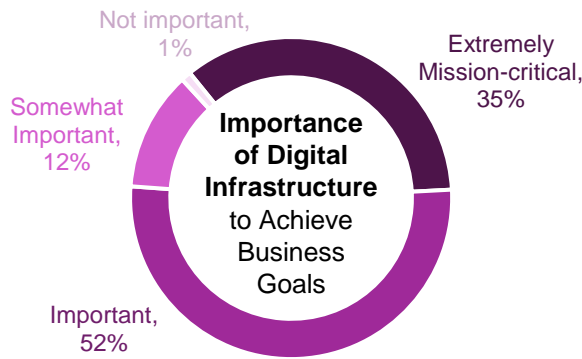 Not important,
1%
Extremely
Mission-critical,
35%
Somewhat
Important,
12%
Importance
of Digital
Infrastructure
to Achieve
Business
Goals
Important,
52%